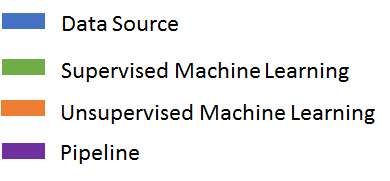 Data Source
Supervised Machine Learning
Unsupervised Machine Learning
Pipeline